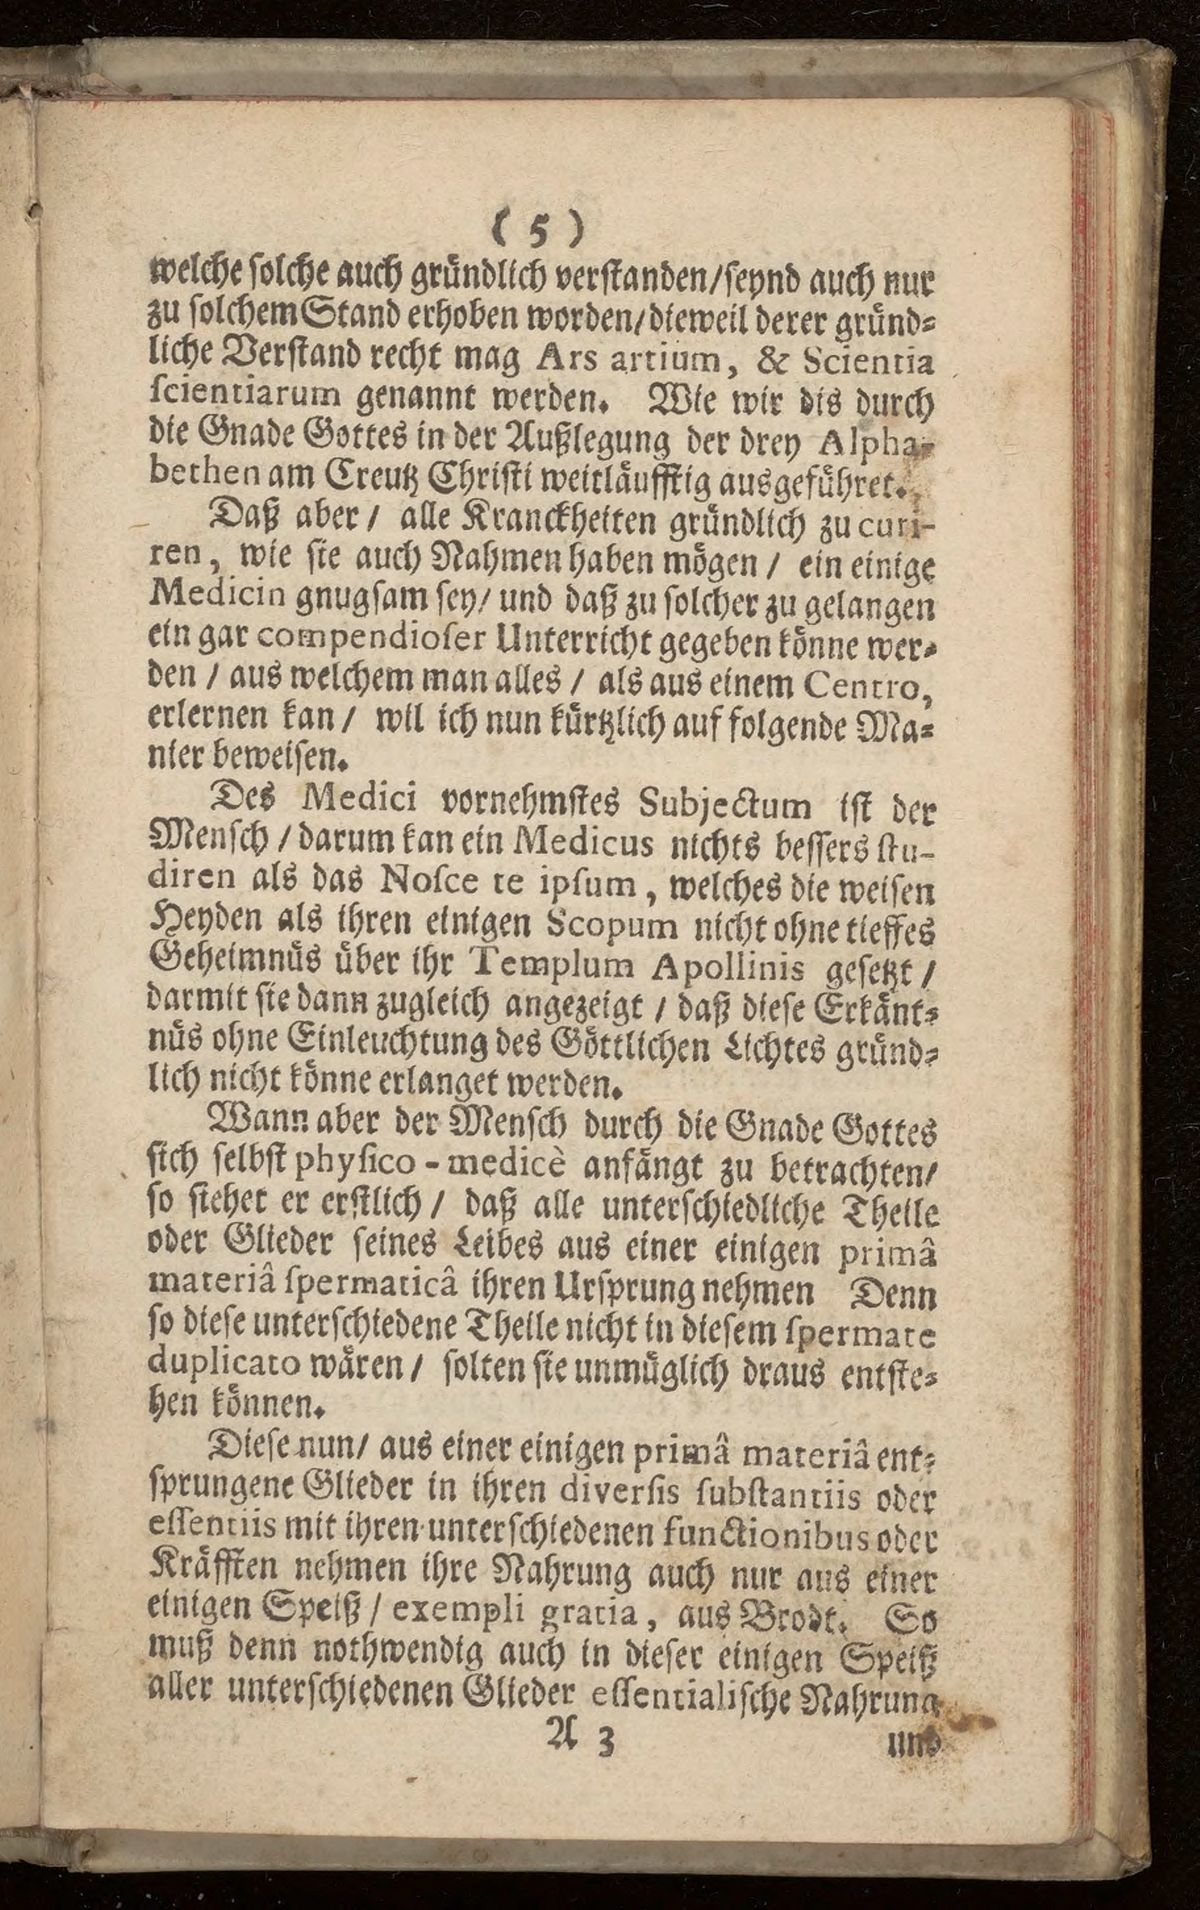 ( 5 )
welche solche auch gründlich verstanden/seynd auch nur
zu solchem Stand erhoben worden/dieweil derer gründ⸗
liche Verstand recht mag Ars artium, & Scientia
scientiarum genannt werden. Wie wir dis durch
die Gnade Gottes in der Außlegung der drey Alpha⸗
bethen am Creutz Christi weitläufftig ausgeführet.
Daß aber / alle Kranckheiten gründlich zu curi-
ren, wie sie auch Nahmen haben mögen / ein einige
Medicin gnugsam sey/ und daß zu solcher zu gelangen
ein gar compendioser Unterricht gegeben könne wer⸗
den / aus welchem man alles / als aus einem Centro,
erlernen kan / wil ich nun kürtzlich auf folgende Ma⸗
nier beweisen.
Des Medici vornehmstes Subjectum ist der
Mensch / darum kan ein Medicus nichts bessers stu-
diren als das Nosce te ipsum, welches die weisen
Heyden als ihren einigen Scopum nicht ohne tieffes
Geheimnüs über ihr Templum Apollinis gesetzt /
darmit sie dann zugleich angezeigt / daß diese Erkänt⸗
nüs ohne Einleuchtung des Göttlichen Lichtes gründ⸗
lich nicht könne erlanget werden.
Wann aber der Mensch durch die Gnade Gottes
sich selbst physico-medicè anfängt zu betrachten/
so siehet er erstlich / daß alle unterschiedliche Theile
oder Glieder seines Leibes aus einer einigen primâ
materiâ spermaticâ ihren Ursprung nehmen Denn
so diese unterschiedene Theile nicht in diesem spermate
duplicato wären / solten sie unmüglich draus entste⸗
hen können.
Diese nun/ aus einer einigen primâ materiâ ent⸗
sprungene Glieder in ihren diversis substantiis oder
essentiis mit ihren unterschiedenen functionibus oder
Kräfften nehmen ihre Nahrung auch nur aus einer
einigen Speiß / exempli gratia, aus Brodt. So
muß denn nothwendig auch in dieser einigen Speiß
aller unterschiedenen Glieder essentialische Nahrung
A 3 und